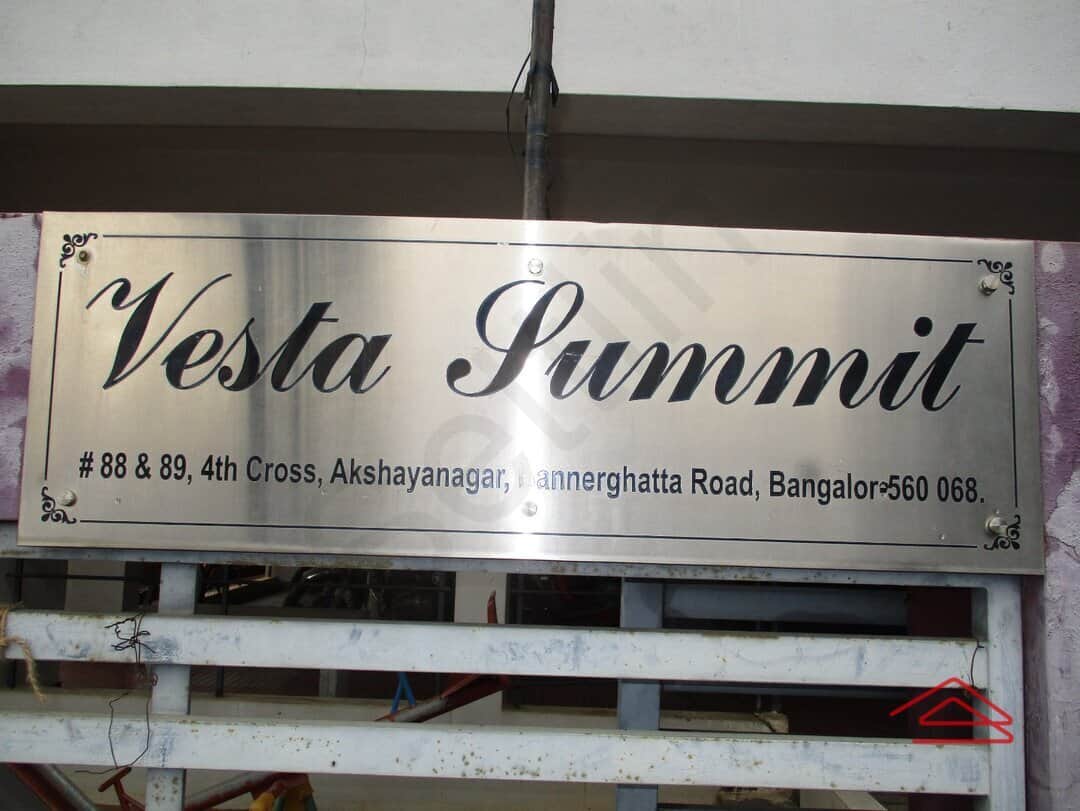 Vesta Summit
# 88 & 89, 4th Cross, Akshayanagar, Bannerghatta Road, Bangalore-560 068.